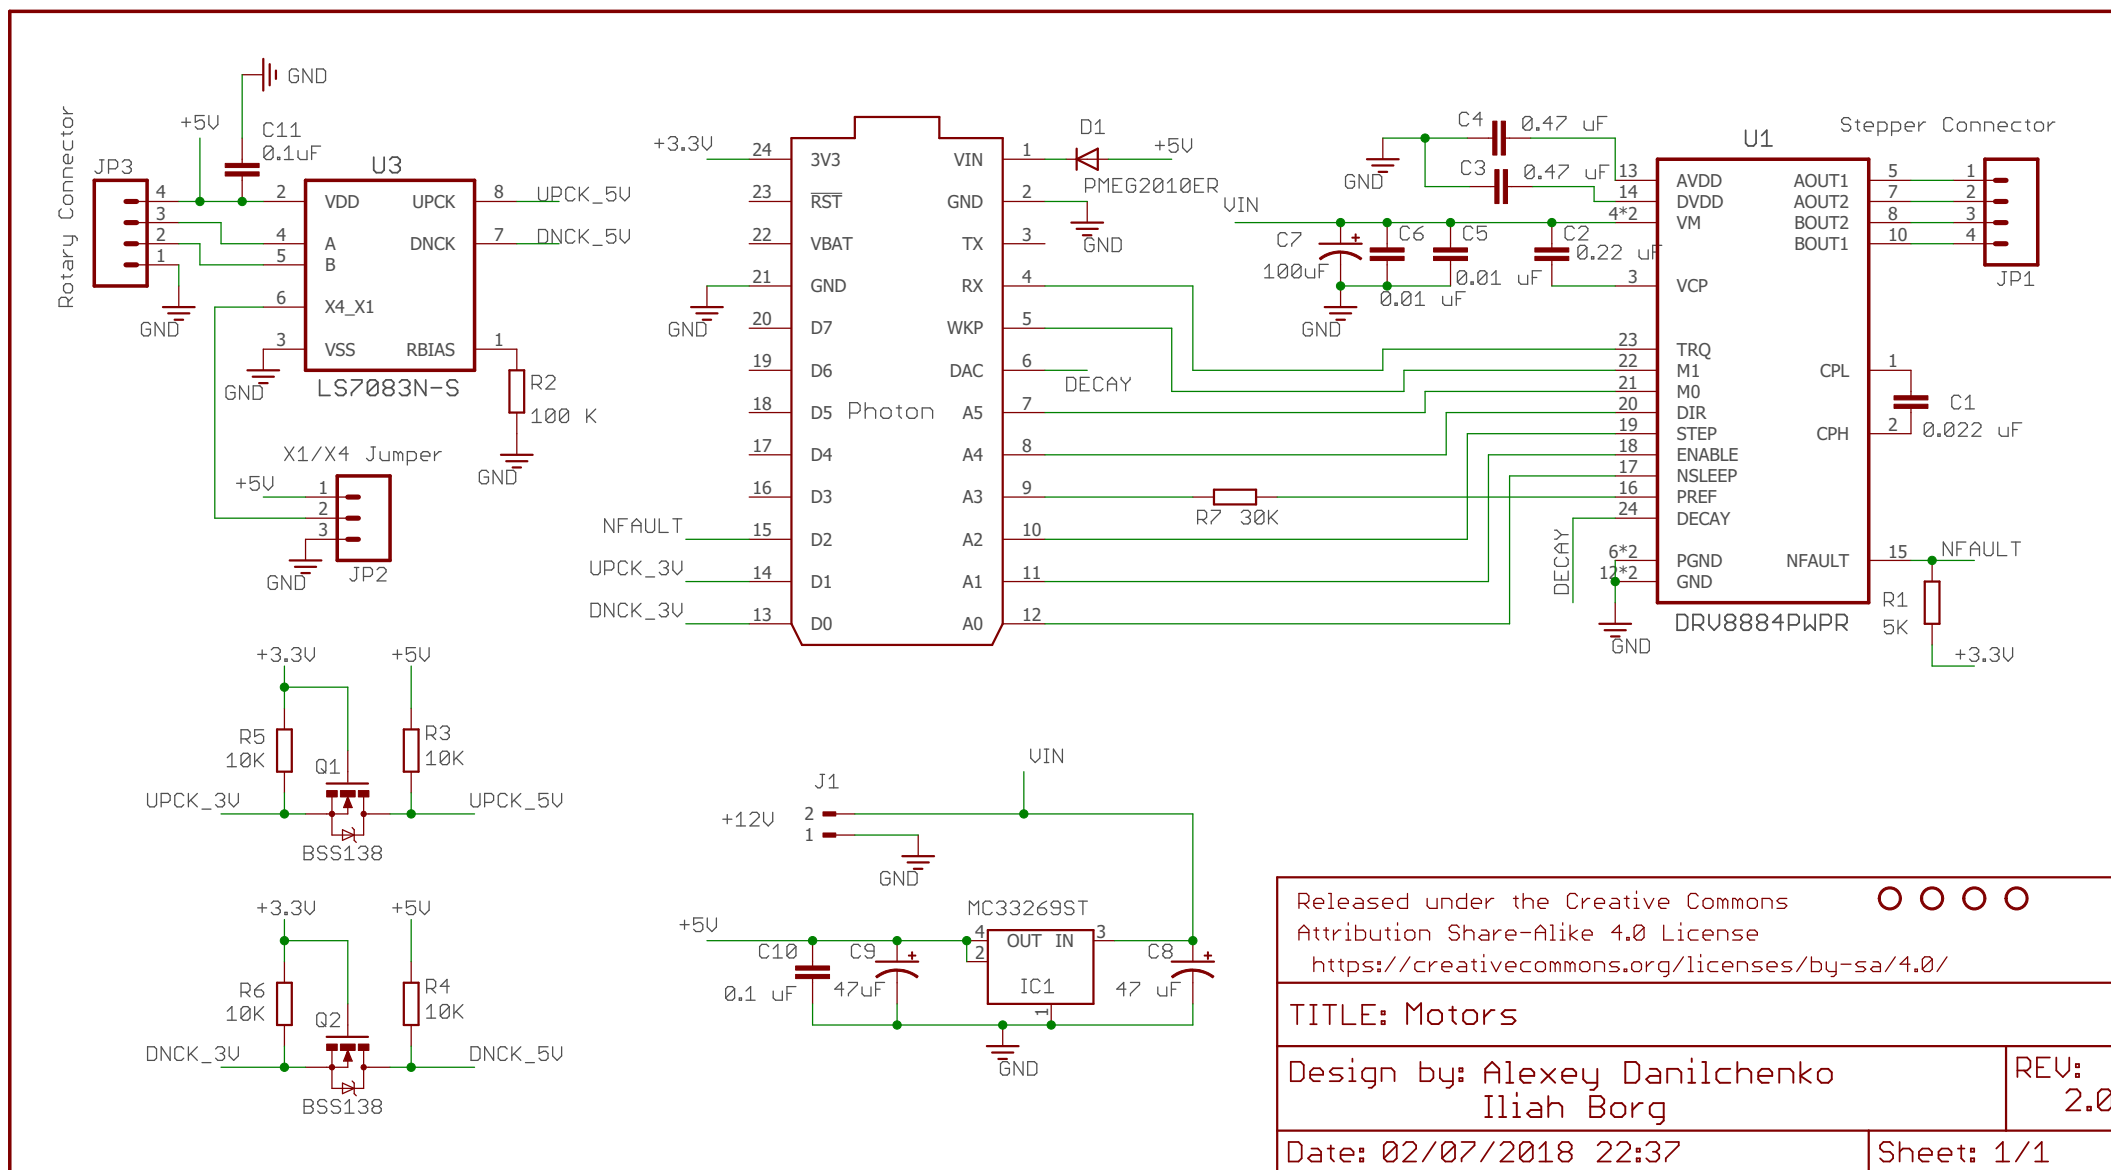 GND
+5V
C11
0.1uF
Rotary Connector
JP3
4
3
2
1
GND
U3
2 VDD
4 A
5 B
6 X4_X1
3 VSS
UPCK 8 UPCK_5V
DNCK 7 DNCK_5V
RBIAS 1
GND
LS7083N-S
R2
100 K
GND
X1/X4 Jumper
+5V
1
2
3
GND
JP2
+3.3V
24 3V3
23 RST
22 VBAT
21 GND
GND
20 D7
19 D6
18 D5
17 D4
16 D3
NFAULT 15 D2
UPCK_3V 14 D1
DNCK_3V 13 D0
Photon
VIN 1
GND 2
TX 3
RX 4
WKP 5
DAC 6
DECAY
A5 7
A4 8
A3 9
A2 10
A1 11
A0 12
D1
+5V
PMEG2010ER
GND
R7 30K
C4 0.47 uF
C3 0.47 uF
GND
VIN
C7
100uF
C6
0.01 uF
C5
0.01 uF
C2
0.22 uF
GND
U1
13 AVDD
14 DVDD
4*2 VM
3 VCP
23 TRQ
22 M1
21 M0
20 DIR
19 STEP
18 ENABLE
17 NSLEEP
16 PREF
24 DECAY
DECAY
6*2 PGND
12*2 GND
GND
AOUT1 5
AOUT2 7
BOUT2 8
BOUT1 10
CPL 1
CPH 2
NFAULT 15 NFAULT
DRV8884PWPR
Stepper Connector
1
2
3
4
JP1
C1
0.022 uF
R1
5K
+3.3V
+3.3V
+5V
R5
10K
R3
10K
Q1
UPCK_3V
UPCK_5V
BSS138
+3.3V
+5V
R6
10K
R4
10K
Q2
DNCK_3V
DNCK_5V
BSS138
J1
VIN
+12V
2
1
GND
MC33269ST
+5V
4
2
OUT IN
3
IC1
1
C10
0.1 uF
C9
47uF
C8
47 uF
GND
Released under the Creative Commons
Attribution Share-Alike 4.0 License
https://creativecommons.org/licenses/by-sa/4.0/
TITLE: Motors
Design by: Alexey Danilchenko
Iliah Borg
REV:
2.0
Date: 02/07/2018 22:37
Sheet: 1/1